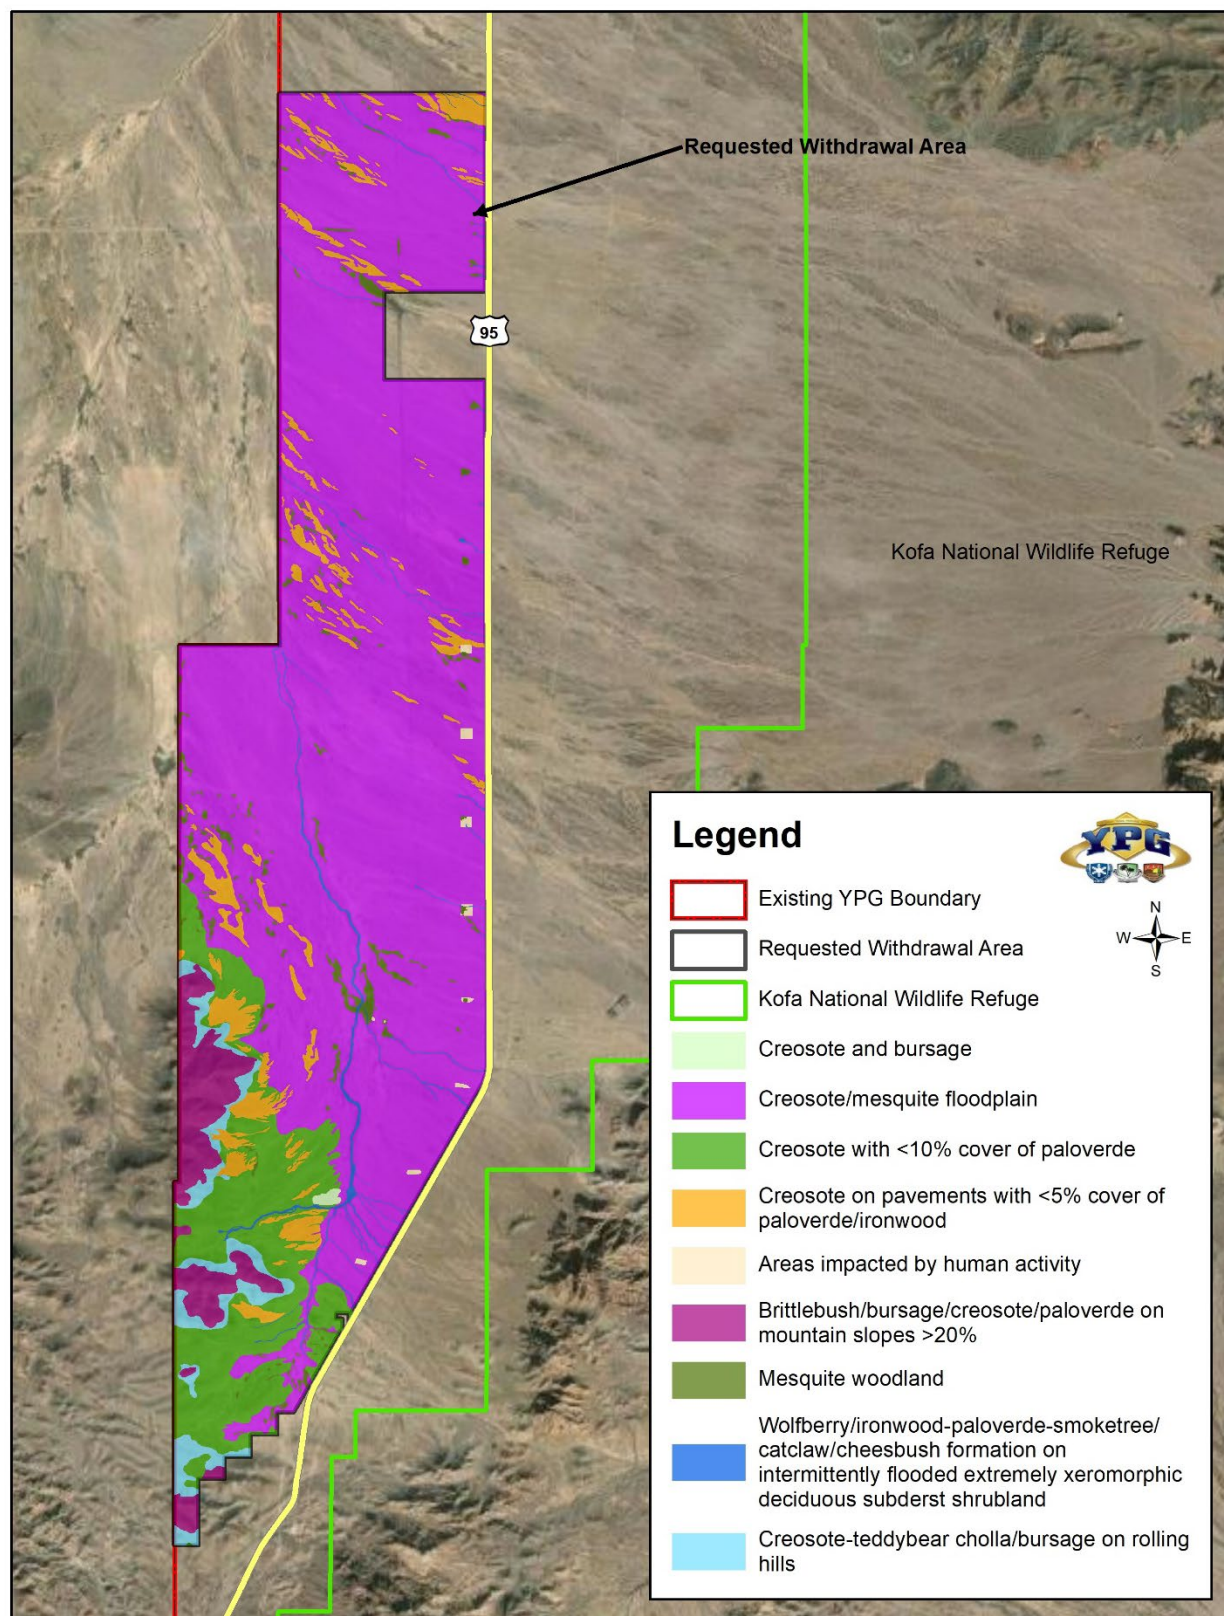 Requested Withdrawal Area
95
Kofa National Wildlife Refuge
Legend
YPG
Existing YPG Boundary
N
W E
S
Requested Withdrawal Area
Kofa National Wildlife Refuge
Creosote and bursage
Creosote/mesquite floodplain
Creosote with <10% cover of paloverde
Creosote on pavements with <5% cover of
paloverde/ironwood
Areas impacted by human activity
Brittlebush/bursage/creosote/paloverde on
mountain slopes >20%
Mesquite woodland
Wolfberry/ironwood-paloverde-smoketree/
catclaw/cheesbush formation on
intermittently flooded extremely xeromorphic
deciduous subderst shrubland
Creosote-teddybear cholla/bursage on rolling
hills